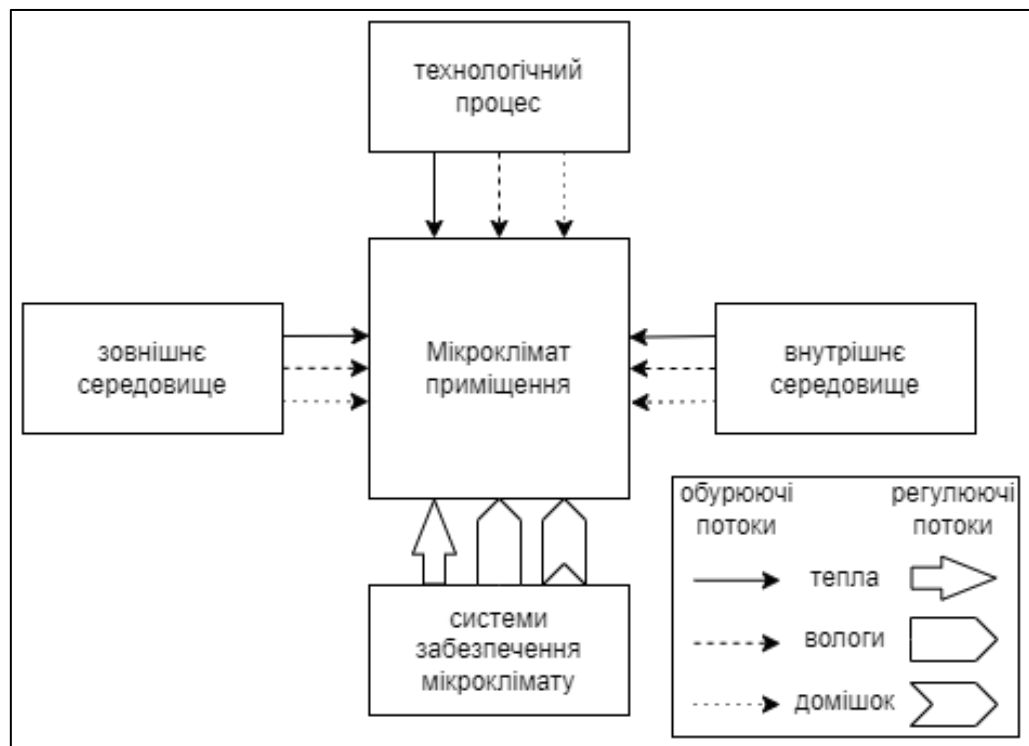 технологічний
процес
зовнішнє
середовище
Мікроклімат
приміщення
внутрішнє
середовище
системи
забезпечення
мікроклімату
обурюючі
потоки
регулюючі
потоки
тепла
вологи
домішок